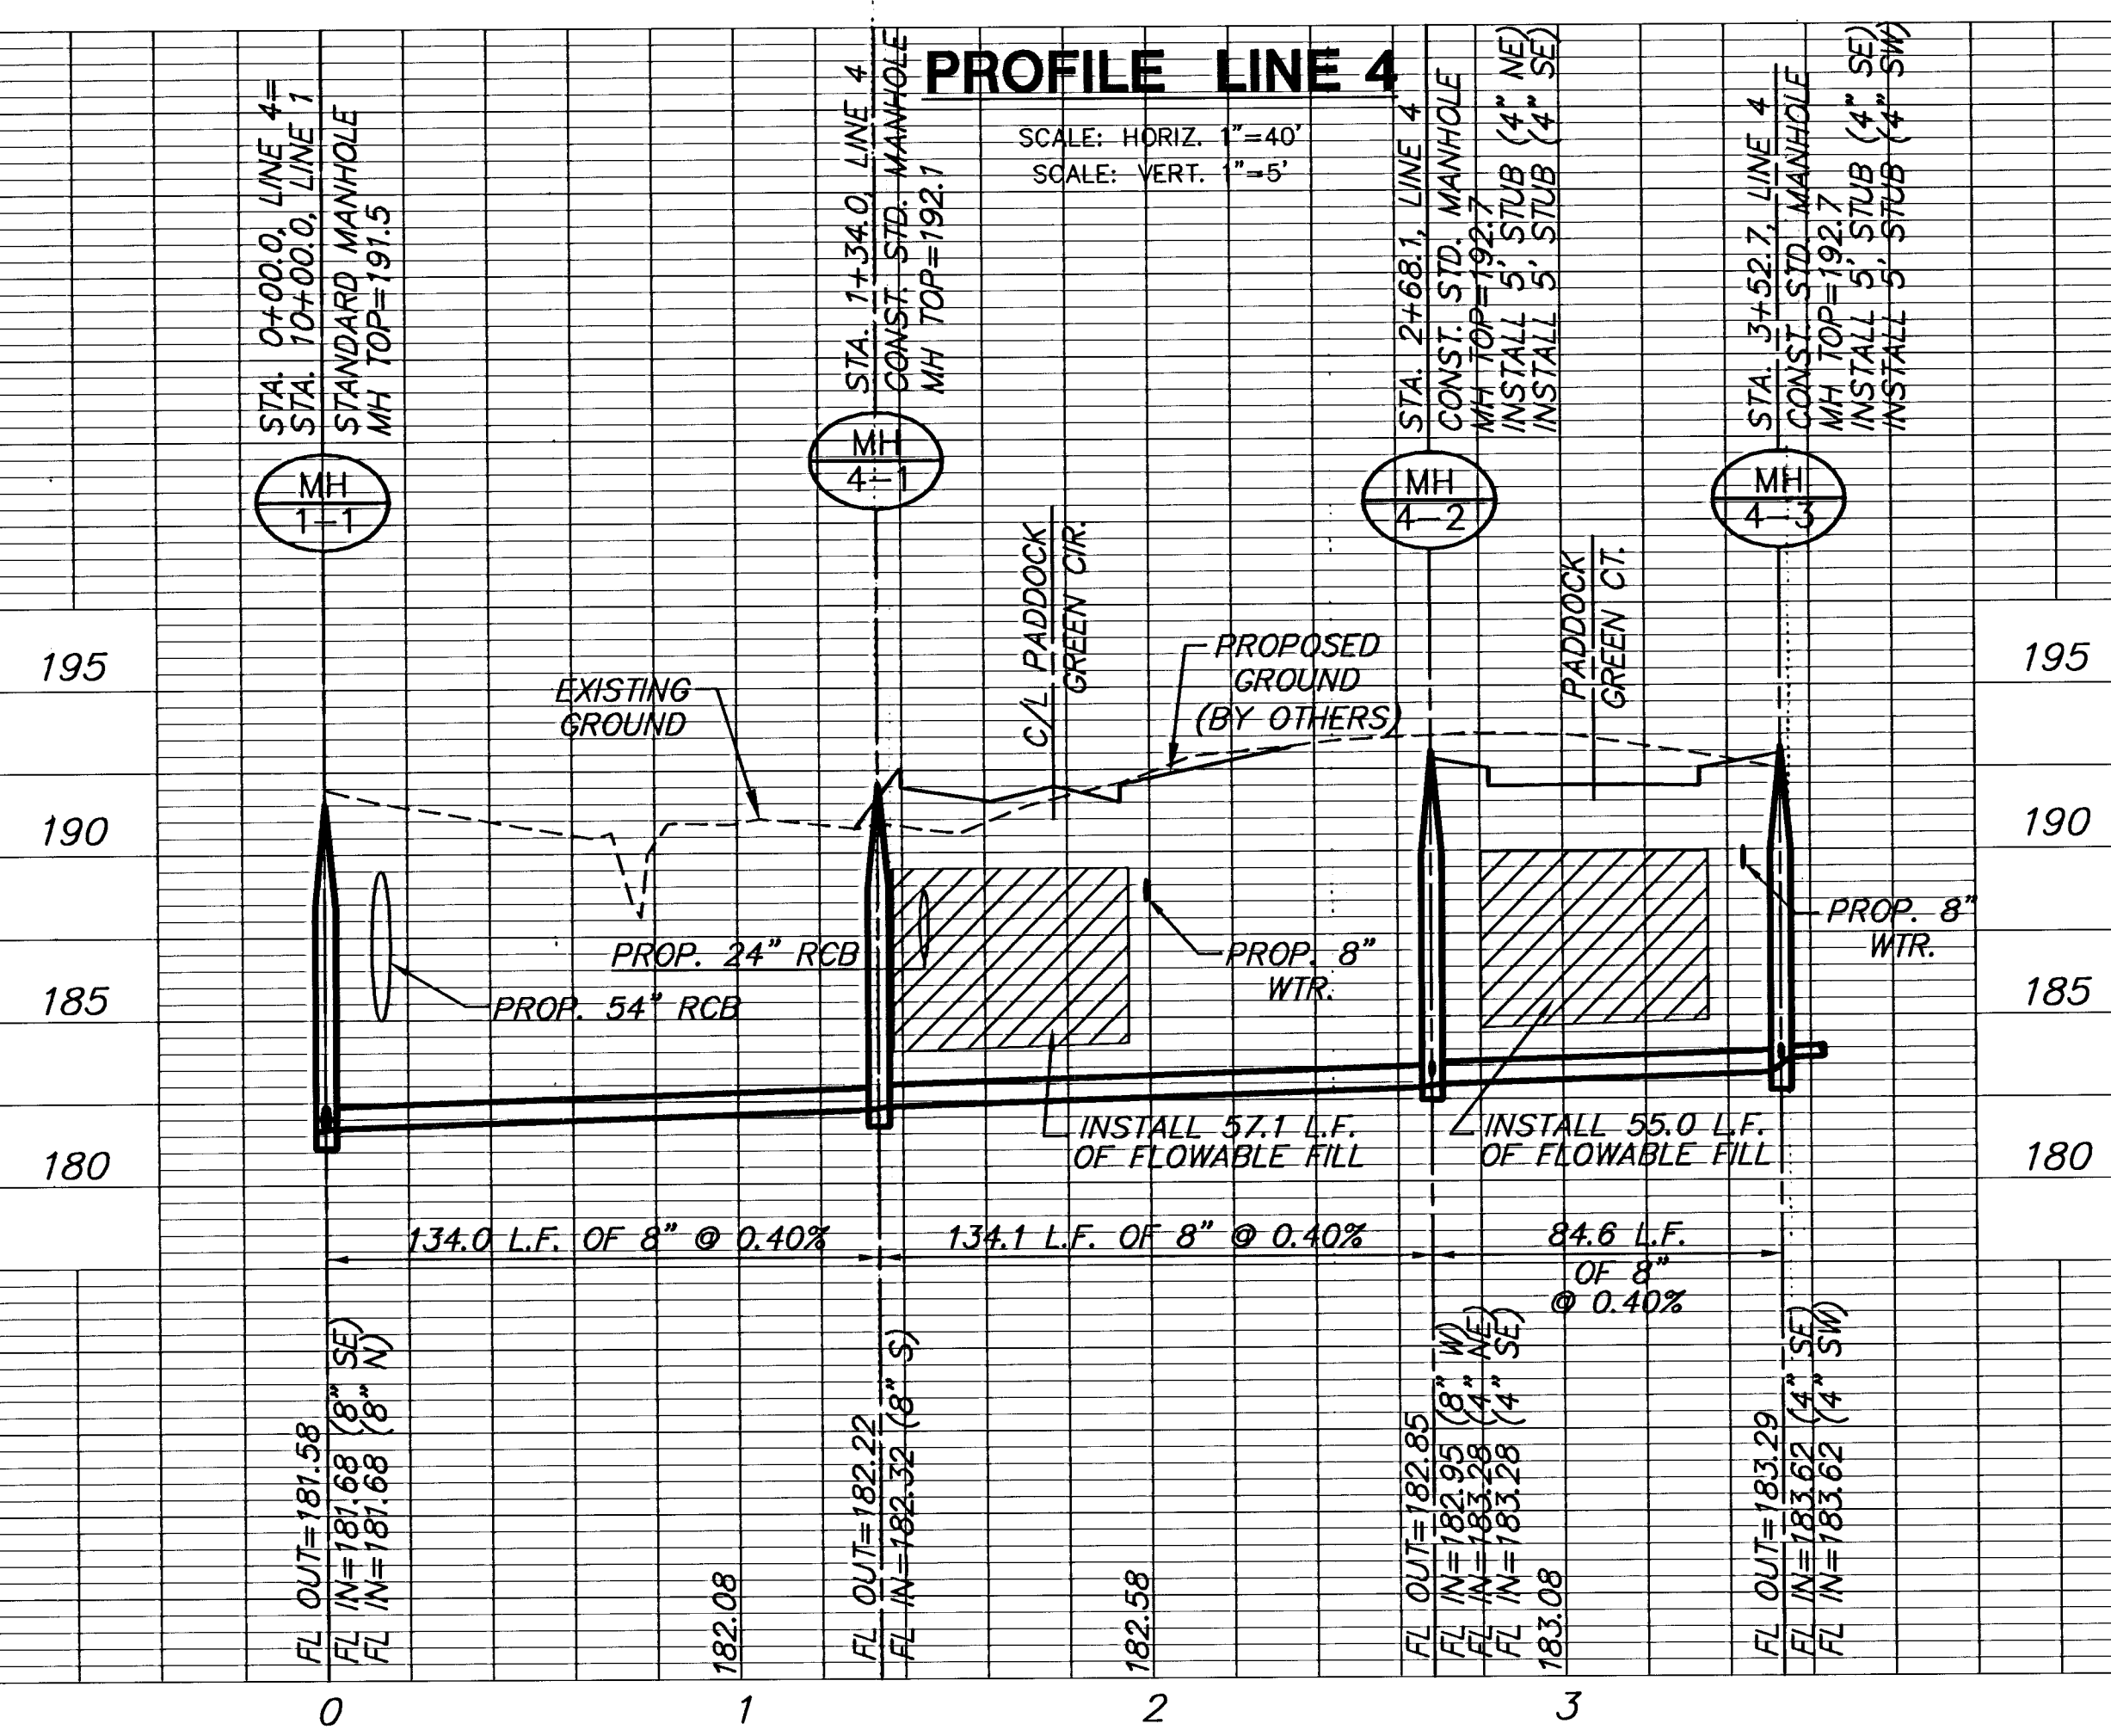 PROFILE LINE 4
SCALE: HORIZ. 1"=40'
SCALE: VERT. 1"=5'
STA. 0+00.0, LINE 4=
STA. 10+00.0, LINE 1
STANDARD MANHOLE
MH TOP=191.5
STA. 1+34.0, LINE 4
CONST. STD. MANHOLE
MH TOP=192.1
STA. 2+68.1, LINE 4
CONST. STD. MANHOLE
MH TOP=192.7
INSTALL 5' STUB (4" NE)
INSTALL 5' STUB (4" SE)
STA. 3+52.7, LINE 4
CONST. STD. MANHOLE
MH TOP=192.7
INSTALL 5' STUB (4" SE)
INSTALL 5' STUB (4" SW)
MH
1-1
MH
4-1
MH
4-2
MH
4-3
C/L PADDOCK
GREEN CIR.
PADDOCK
GREEN CT.
195
195
EXISTING
GROUND
PROPOSED
GROUND
(BY OTHERS)
190
190
PROP. 24" RCB
PROP. 54" RCB
PROP. 8"
WTR.
PROP. 8"
WTR.
185
185
INSTALL 57.1 L.F.
OF FLOWABLE FILL
INSTALL 55.0 L.F.
OF FLOWABLE FILL
180
180
134.0 L.F. OF 8" @ 0.40%
134.1 L.F. OF 8" @ 0.40%
84.6 L.F.
OF 8"
@ 0.40%
FL OUT=181.58
FL IN=181.68 (8" SE)
FL IN=181.68 (8" N)
182.08
FL OUT=182.22
FL IN=182.32 (8" S)
182.58
FL OUT=182.85
FL IN=182.95 (8" W)
FL IN=183.28 (4" NE)
FL IN=183.28 (4" SE)
183.08
FL OUT=183.29
FL IN=183.62 (4" SE)
FL IN=183.62 (4" SW)
0
1
2
3